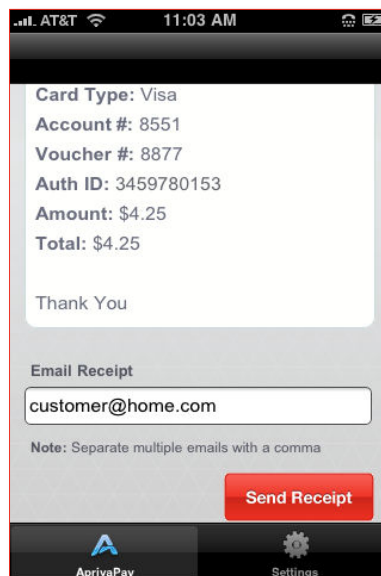 AT&T 11:03 AM
Card Type: Visa
Account #: 8551
Voucher #: 8877
Auth ID: 3459780153
Amount: $4.25
Total: $4.25
Thank You
Email Receipt
customer@home.com
Note: Separate multiple emails with a comma
Send Receipt
AprivaPay Settings